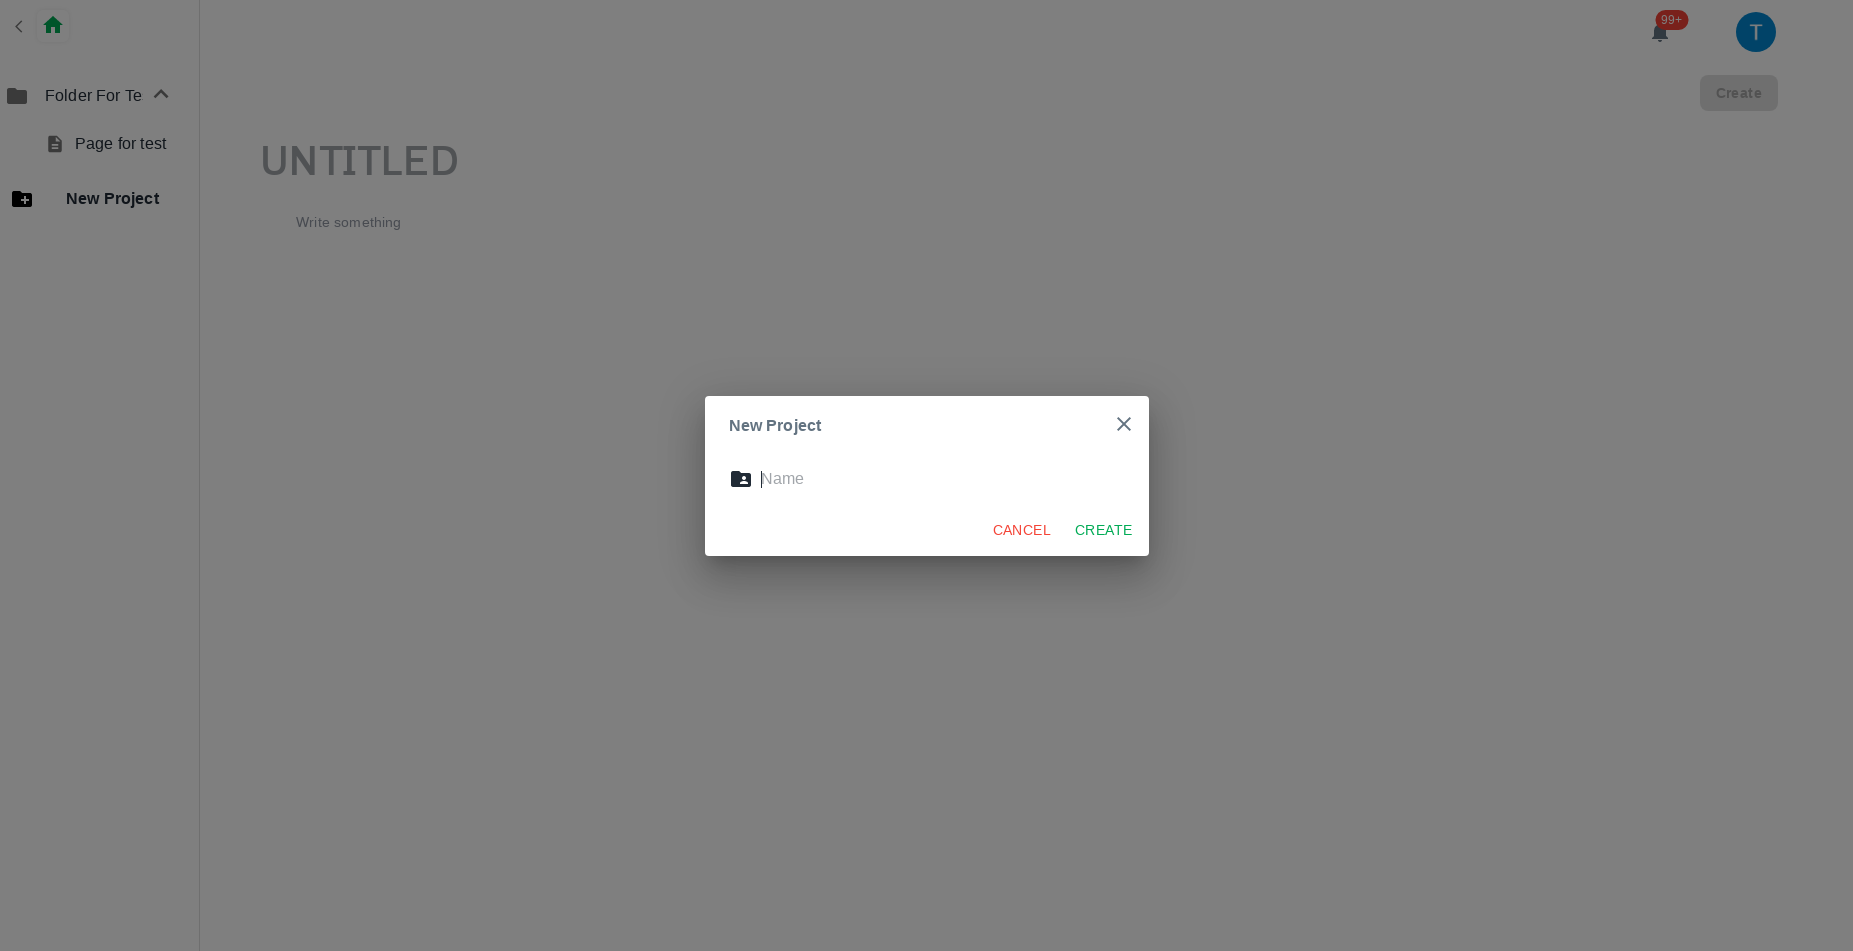 99+
T
Folder For Te
Create
Page for test
UNTITLED
New Project
Write something
New Project
Name
CANCEL
CREATE